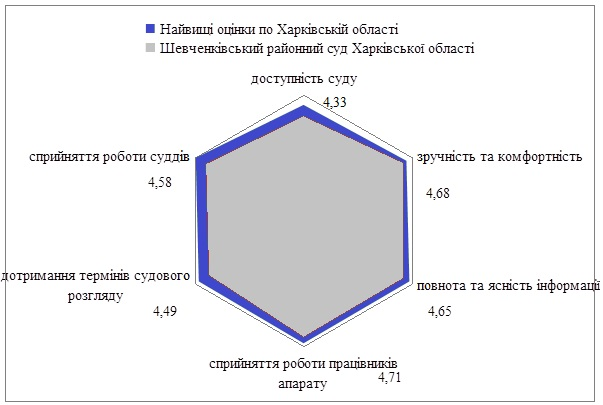 Найвищі оцінки по Харківській області
Шевченківський районний суд Харківської області
доступність суду
4,33
сприйняття роботи суддів
4,58
зручність та комфортність
4,68
дотримання термінів судового
розгляду
4,49
повнота та ясність інформації
4,65
сприйняття роботи працівників
апарату
4,71